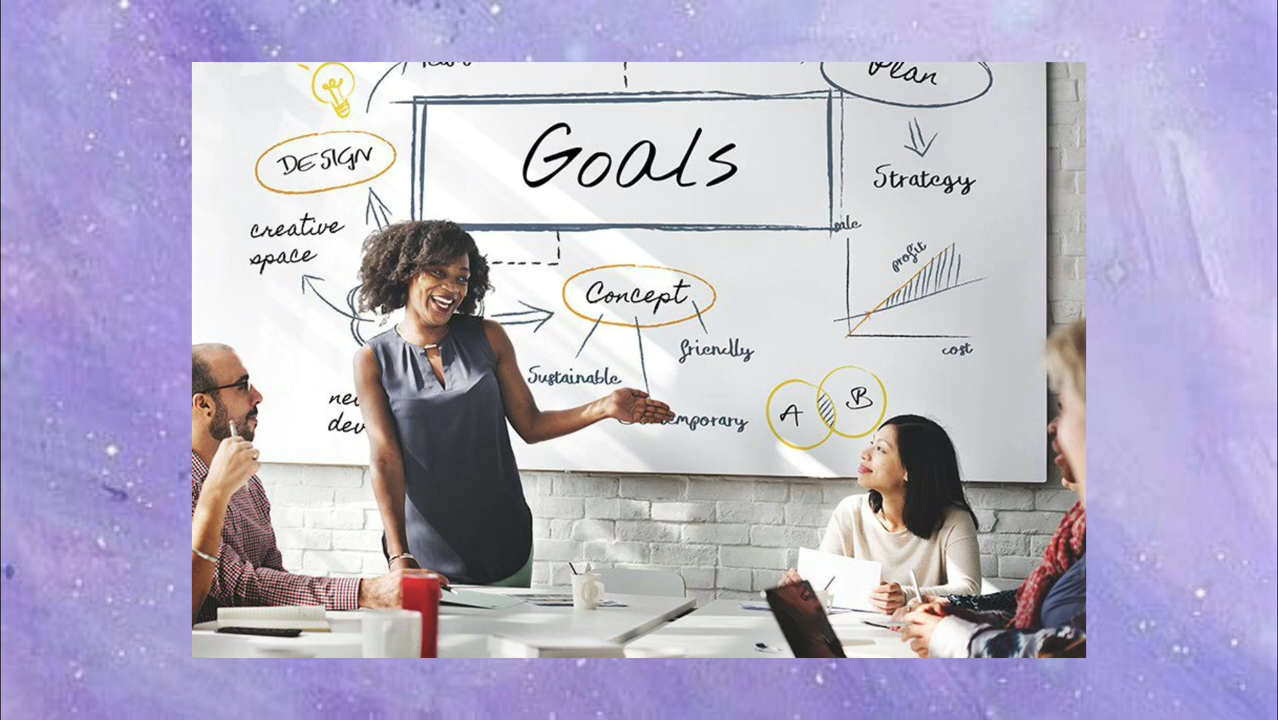 Plan
Goals
DESIGN
Strategy
creative
space
profit
Concept
friendly
cost
Sustainable
A
B